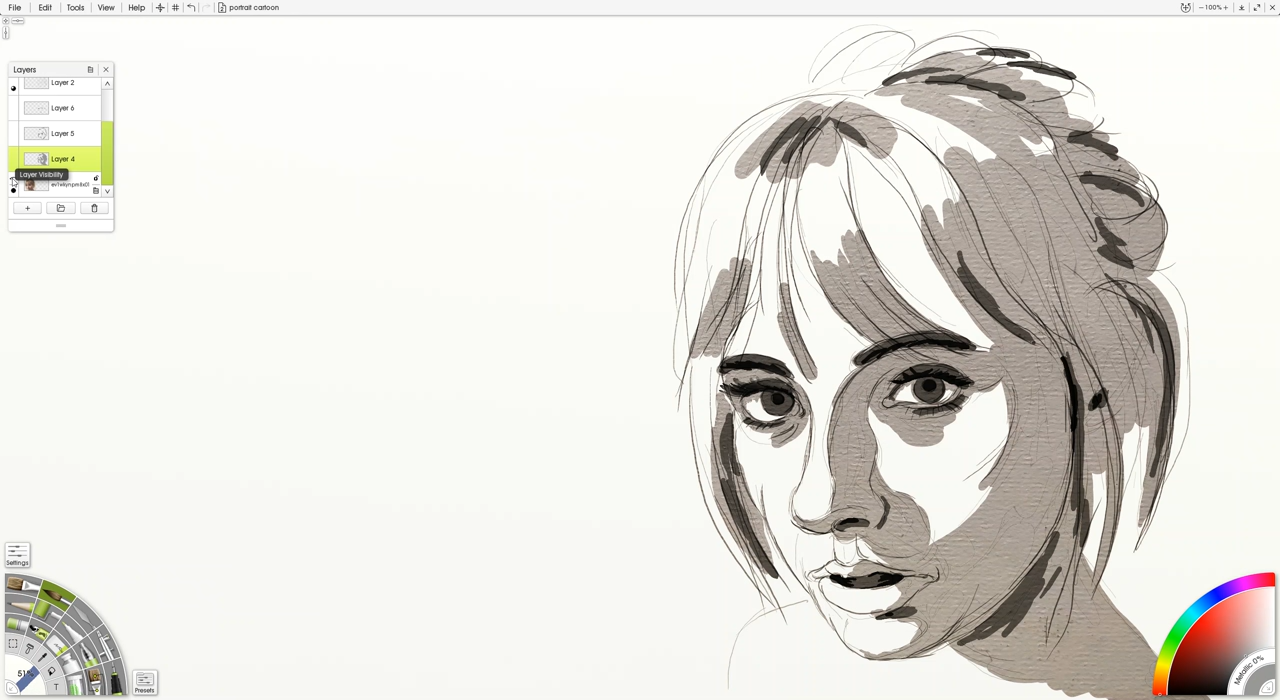 File Edit Tools View Help portrait cartoon −100%+
Layers
Layer 2
Layer 6
Layer 5
Layer 4
Layer Visibility
+
Settings
51%
T
Presets
Metallic 0%